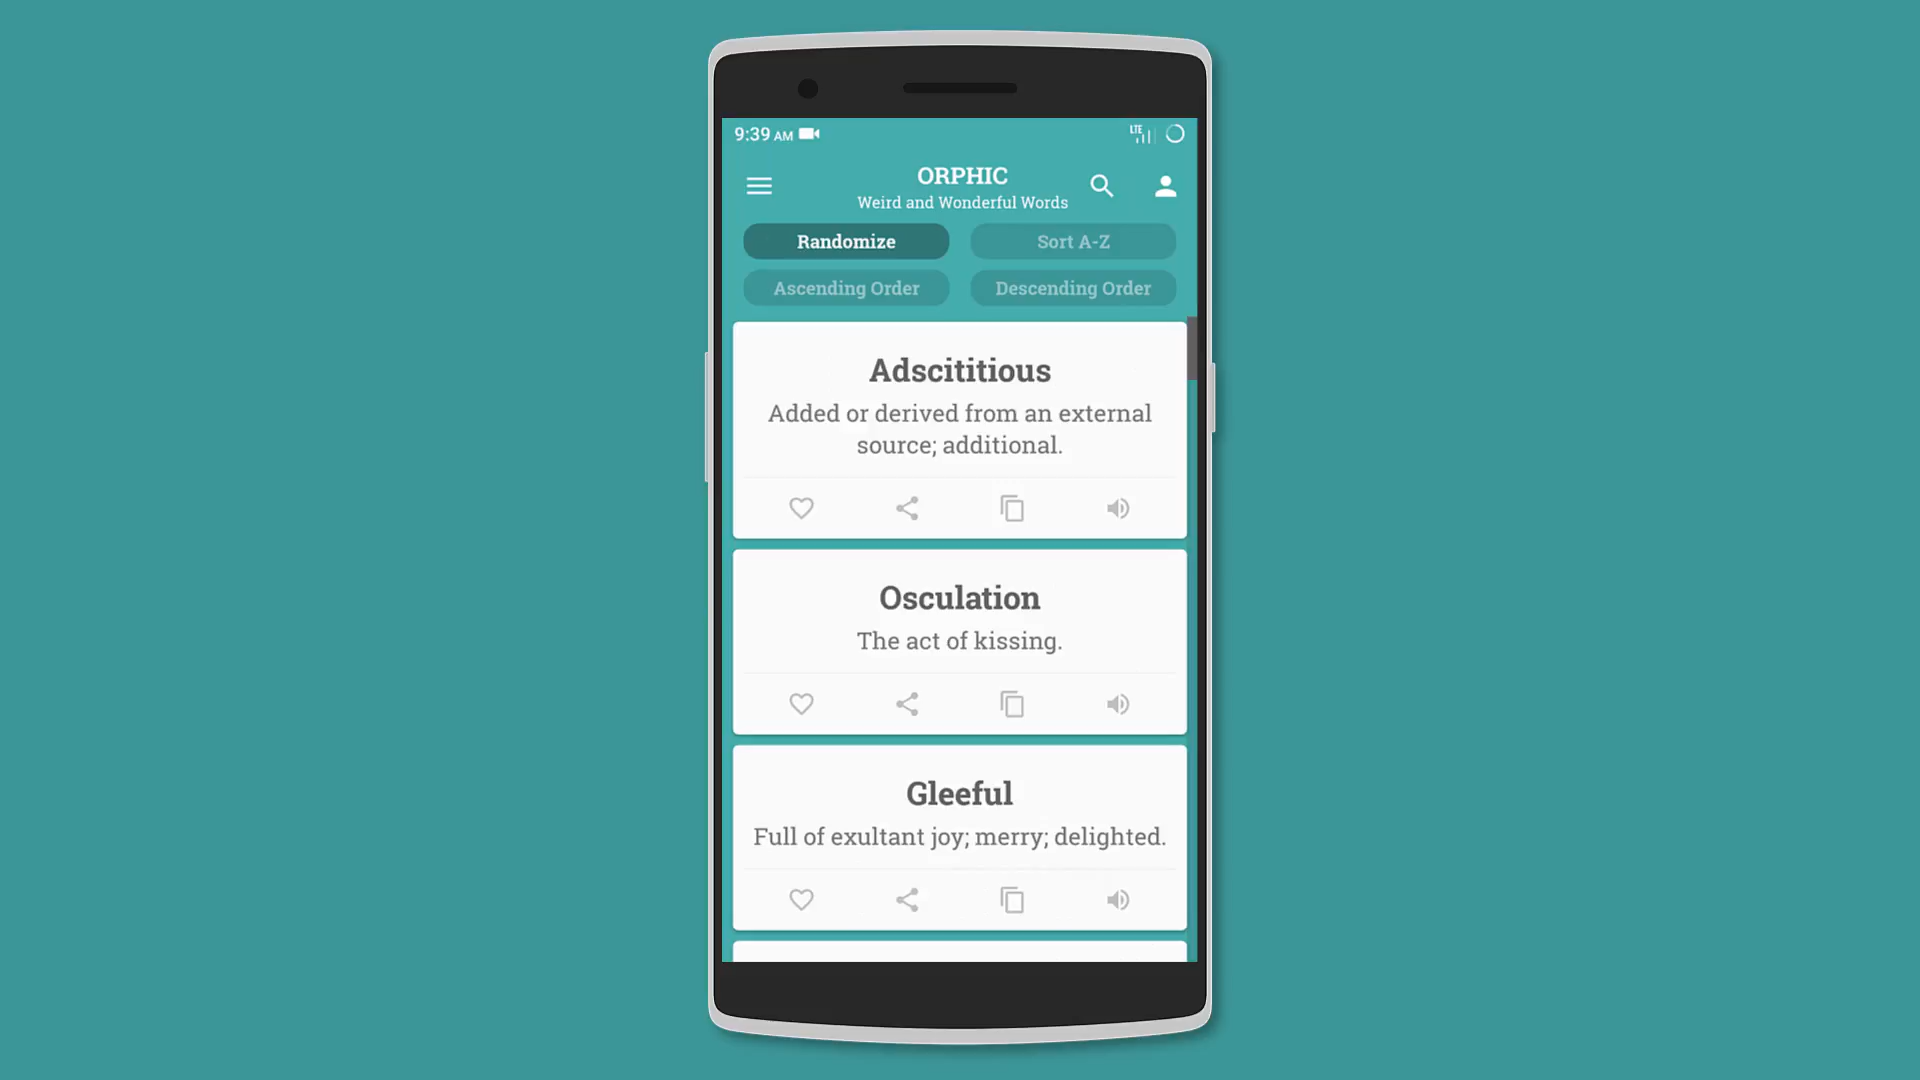 9:39 AM
LTE
ORPHIC
Weird and Wonderful Words
Randomize
Sort A-Z
Ascending Order
Descending Order
Adscititious
Added or derived from an external
source; additional.
Osculation
The act of kissing.
Gleeful
Full of exultant joy; merry; delighted.